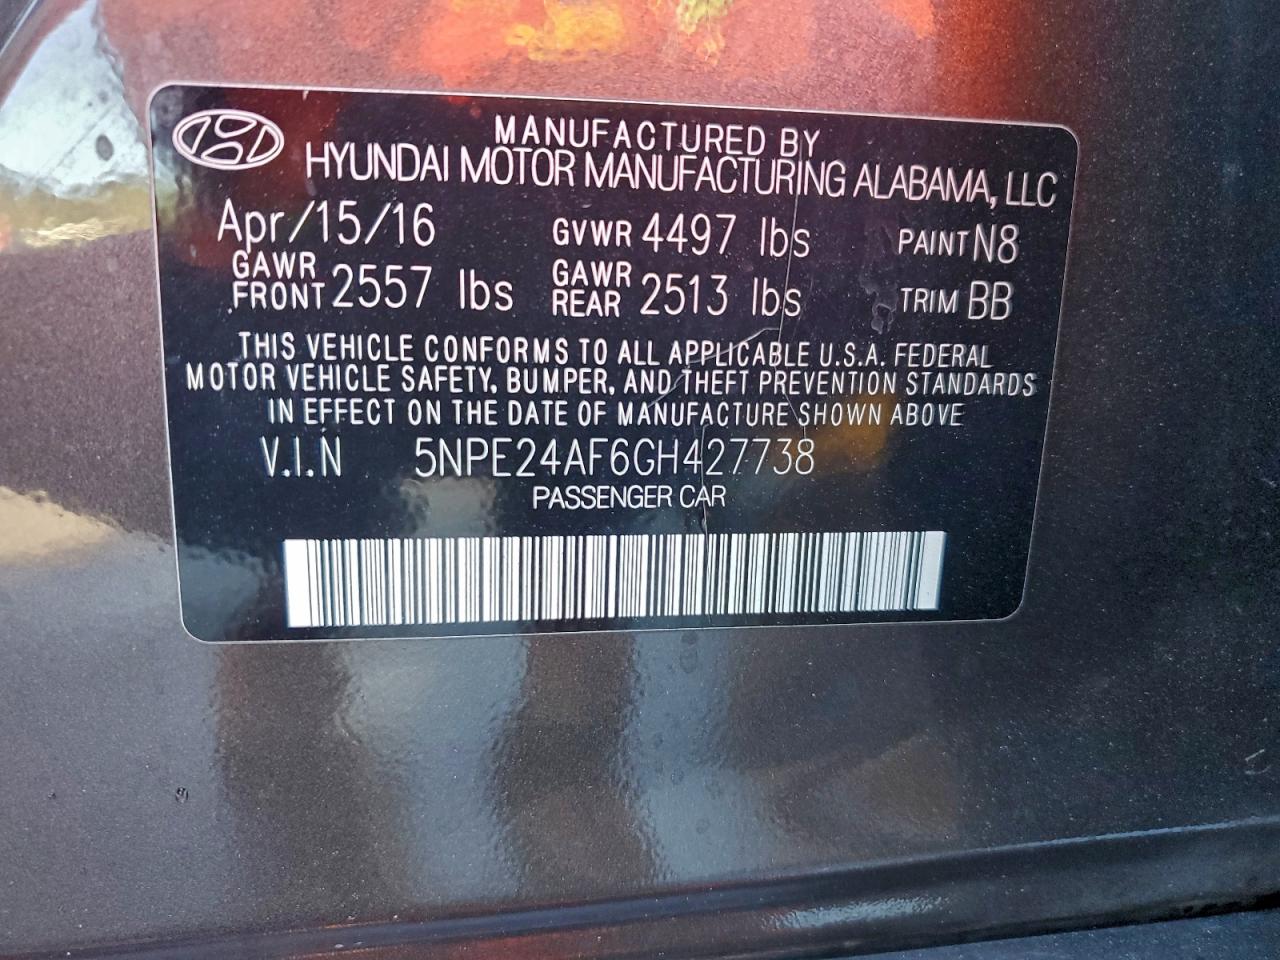 MANUFACTURED BY
HYUNDAI MOTOR MANUFACTURING ALABAMA, LLC
Apr/15/16 GVWR 4497 lbs PAINT N8
GAWR FRONT 2557 lbs GAWR REAR 2513 lbs TRIM BB
THIS VEHICLE CONFORMS TO ALL APPLICABLE U.S.A. FEDERAL
MOTOR VEHICLE SAFETY, BUMPER, AND THEFT PREVENTION STANDARDS
IN EFFECT ON THE DATE OF MANUFACTURE SHOWN ABOVE
V.I.N 5NPE24AF6GH427738
PASSENGER CAR